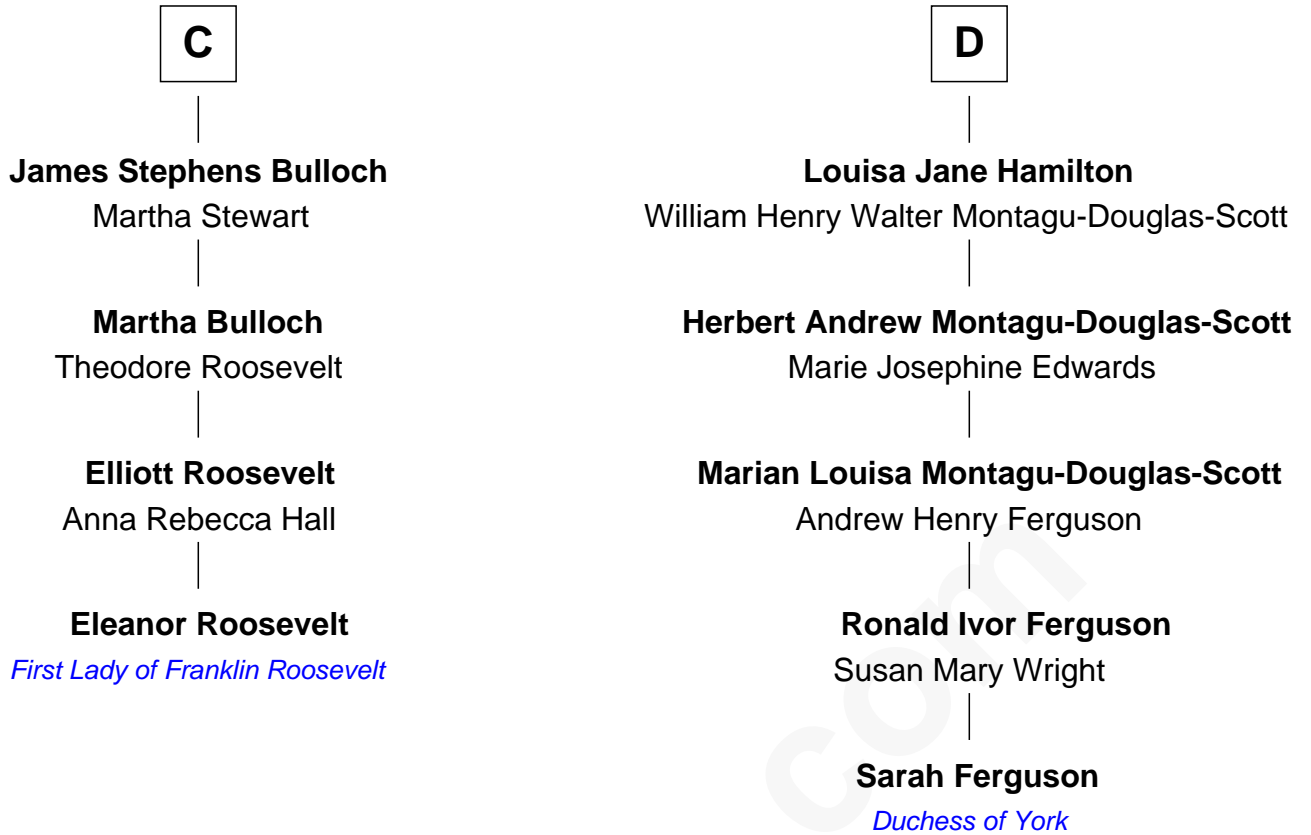 C
James Stephens Bulloch
Martha Stewart
Martha Bulloch
Theodore Roosevelt
Elliott Roosevelt
Anna Rebecca Hall
Eleanor Roosevelt
First Lady of Franklin Roosevelt
D
Louisa Jane Hamilton
William Henry Walter Montagu-Douglas-Scott
Herbert Andrew Montagu-Douglas-Scott
Marie Josephine Edwards
Marian Louisa Montagu-Douglas-Scott
Andrew Henry Ferguson
Ronald Ivor Ferguson
Susan Mary Wright
Sarah Ferguson
Duchess of York
com